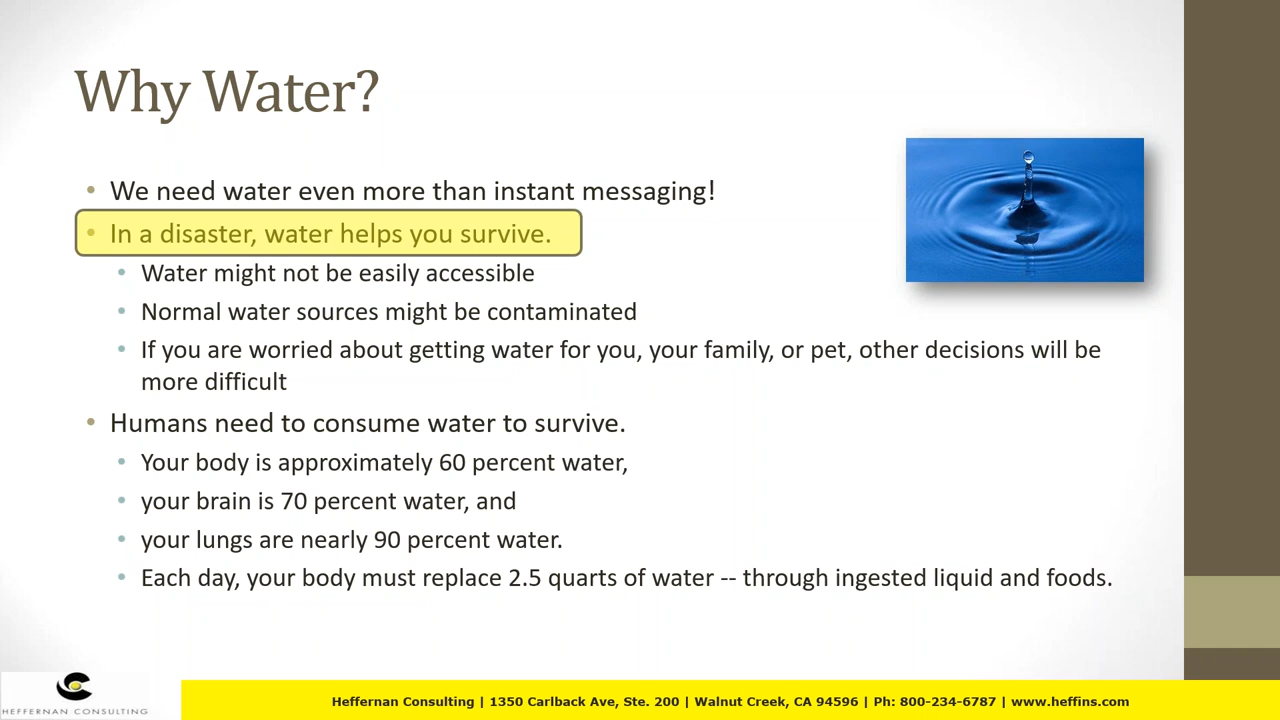 Why Water?
• We need water even more than instant messaging!
• In a disaster, water helps you survive.
• Water might not be easily accessible
• Normal water sources might be contaminated
• If you are worried about getting water for you, your family, or pet, other decisions will be
more difficult
• Humans need to consume water to survive.
• Your body is approximately 60 percent water,
• your brain is 70 percent water, and
• your lungs are nearly 90 percent water.
• Each day, your body must replace 2.5 quarts of water -- through ingested liquid and foods.
HEFFERNAN CONSULTING
Heffernan Consulting | 1350 Carlback Ave, Ste. 200 | Walnut Creek, CA 94596 | Ph: 800-234-6787 | www.heffins.com